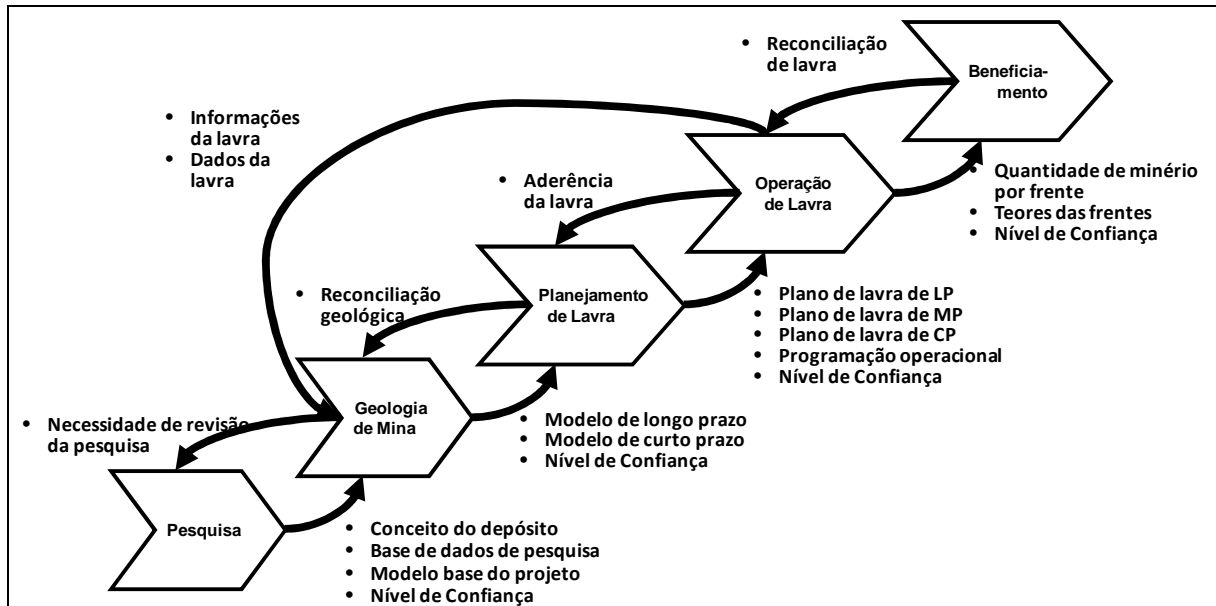 • Reconciliação
de lavra
Beneficia-
mento
• Informações
da lavra
• Dados da
lavra
• Aderência
da lavra
Operação
de Lavra
• Quantidade de minério
por frente
• Teores das frentes
• Nível de Confiança
• Reconciliação
geológica
Planejamento
de Lavra
• Plano de lavra de LP
• Plano de lavra de MP
• Plano de lavra de CP
• Programação operacional
• Nível de Confiança
• Necessidade de revisão
da pesquisa
Geologia
de Mina
• Modelo de longo prazo
• Modelo de curto prazo
• Nível de Confiança
Pesquisa
• Conceito do depósito
• Base de dados de pesquisa
• Modelo base do projeto
• Nível de Confiança